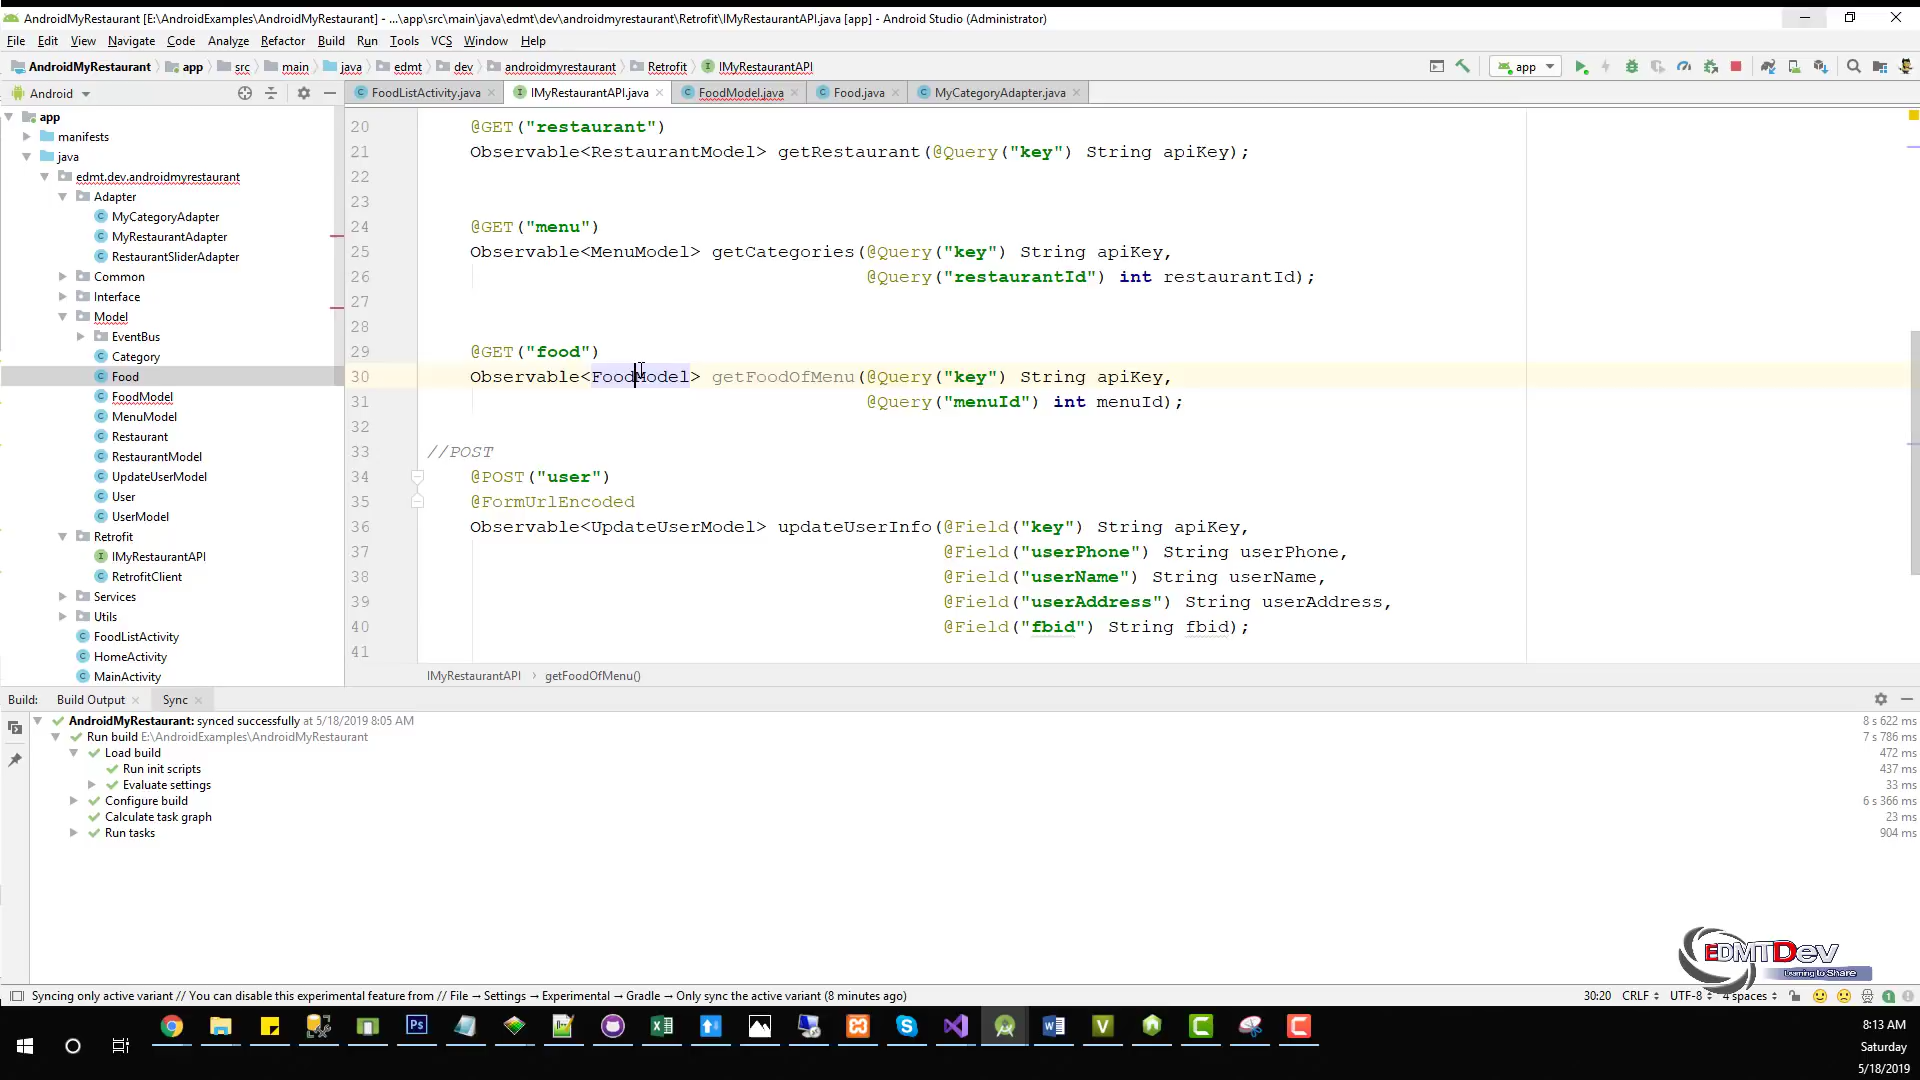 AndroidMyRestaurant [E:\AndroidExamples\AndroidMyRestaurant] - ...\app\src\main\java\edmt\dev\androidmyrestaurant\Retrofit\IMyRestaurantAPI.java [app] - Android Studio (Administrator)
File Edit View Navigate Code Analyze Refactor Build Run Tools VCS Window Help
AndroidMyRestaurant app src main java edmt dev androidmyrestaurant Retrofit IMyRestaurantAPI app
Android FoodListActivity.java IMyRestaurantAPI.java FoodModel.java Food.java MyCategoryAdapter.java
app
manifests
java
edmt.dev.androidmyrestaurant
Adapter
MyCategoryAdapter
MyRestaurantAdapter
RestaurantSliderAdapter
Common
Interface
Model
EventBus
Category
Food
FoodModel
MenuModel
Restaurant
RestaurantModel
UpdateUserModel
User
UserModel
Retrofit
IMyRestaurantAPI
RetrofitClient
Services
Utils
FoodListActivity
HomeActivity
MainActivity
20 @GET("restaurant")
21 Observable<RestaurantModel> getRestaurant(@Query("key") String apiKey);
22
23
24 @GET("menu")
25 Observable<MenuModel> getCategories(@Query("key") String apiKey,
26 @Query("restaurantId") int restaurantId);
27
28
29 @GET("food")
30 Observable<FoodModel> getFoodOfMenu(@Query("key") String apiKey,
31 @Query("menuId") int menuId);
32
33 //POST
34 @POST("user")
35 @FormUrlEncoded
36 Observable<UpdateUserModel> updateUserInfo(@Field("key") String apiKey,
37 @Field("userPhone") String userPhone,
38 @Field("userName") String userName,
39 @Field("userAddress") String userAddress,
40 @Field("fbid") String fbid);
41
IMyRestaurantAPI › getFoodOfMenu()
Build: Build Output Sync
AndroidMyRestaurant: synced successfully at 5/18/2019 8:05 AM 8 s 622 ms
Run build E:\AndroidExamples\AndroidMyRestaurant 7 s 786 ms
Load build 472 ms
Run init scripts 437 ms
Evaluate settings 33 ms
Configure build 6 s 366 ms
Calculate task graph 23 ms
Run tasks 904 ms
EDMTDev
Learning to Share
Syncing only active variant // You can disable this experimental feature from // File → Settings → Experimental → Gradle → Only sync the active variant (8 minutes ago) 30:20 CRLF UTF-8 4 spaces 1
Ps
8:13 AM
Saturday
5/18/2019